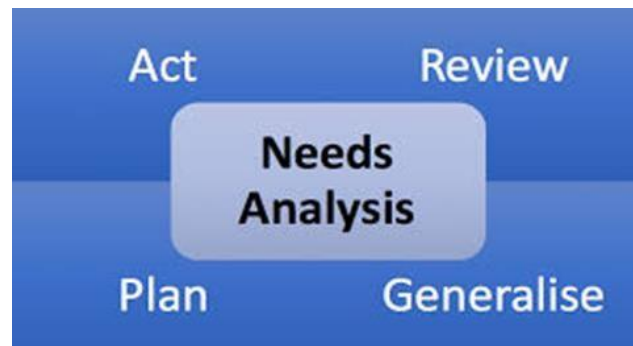 Act
Review
Needs
Analysis
Plan
Generalise